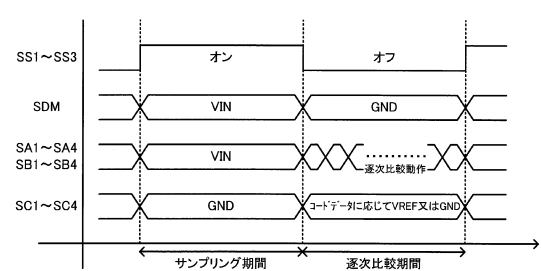 SS1～SS3 オン オフ
SDM VIN GND
SA1～SA4
SB1～SB4 VIN 逐次比較動作
SC1～SC4 GND コードデータに応じてVREF又はGND
サンプリング期間 逐次比較期間